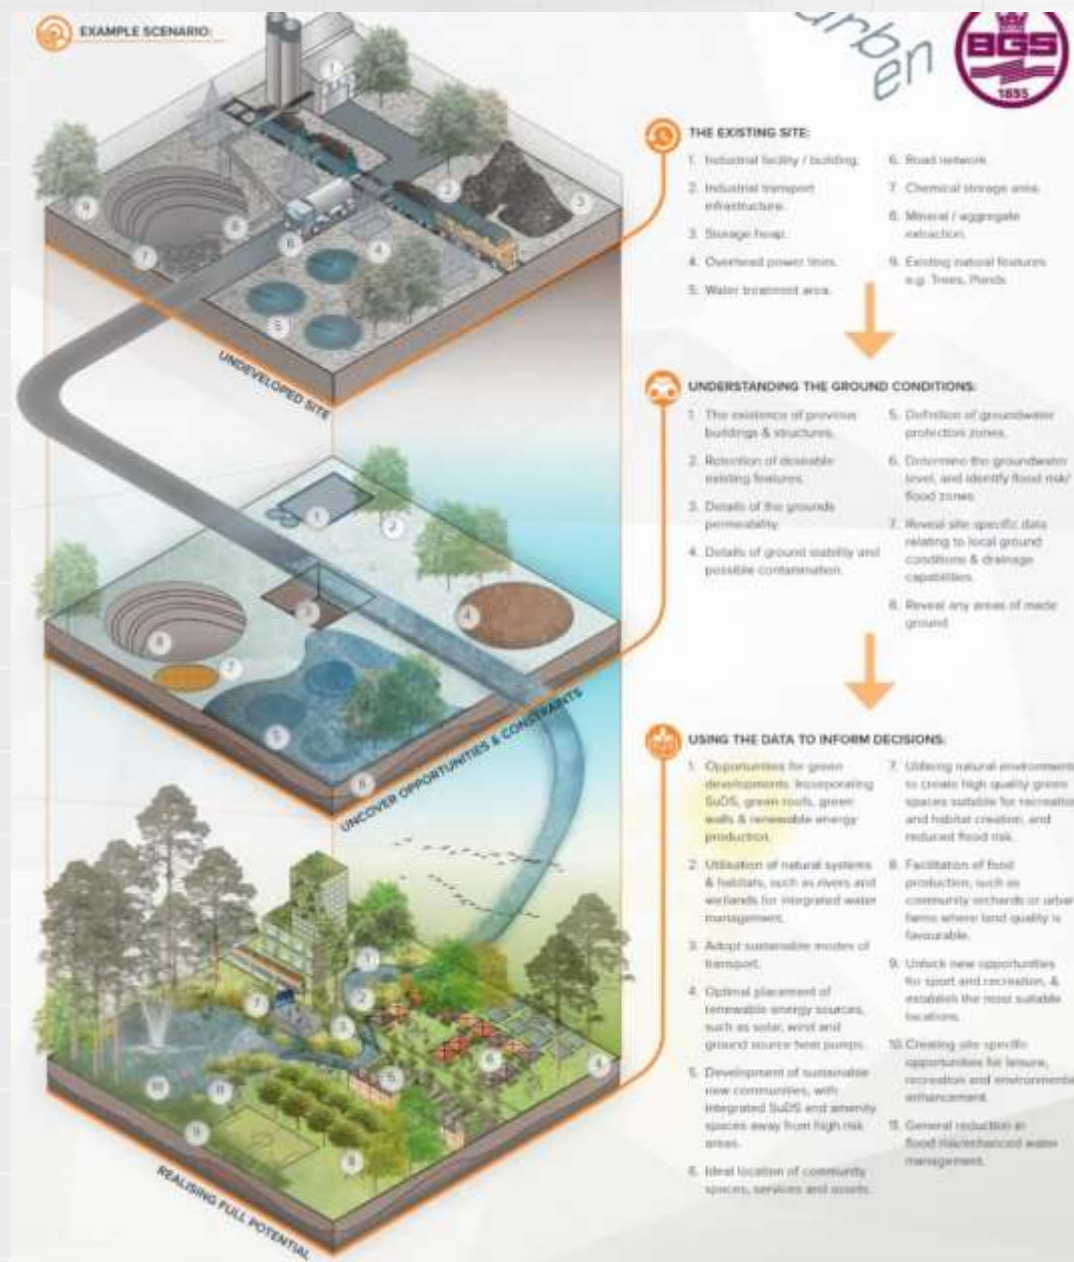 EXAMPLE SCENARIO:
urben
BGS
1835
THE EXISTING SITE:
1. Industrial facility / building.
2. Industrial transport
infrastructure.
3. Storage heap.
4. Overhead power lines.
5. Water treatment area.
6. Road network.
7. Chemical storage area.
8. Mineral / aggregate
extraction.
9. Existing natural features
e.g. Trees, Ponds.
UNDEVELOPED SITE
UNDERSTANDING THE GROUND CONDITIONS:
1. The existence of previous
buildings & structures.
2. Retention of desirable
existing features.
3. Details of the grounds
permeability.
4. Details of ground stability and
possible contamination.
5. Definition of groundwater
protection zones.
6. Determine the groundwater
level, and identify flood risk/
flood zones.
7. Reveal site specific data
relating to local ground
conditions & drainage
capabilities.
8. Reveal any areas of made
ground.
UNCOVER OPPORTUNITIES & CONSTRAINTS
USING THE DATA TO INFORM DECISIONS:
1. Opportunities for green
developments. Incorporating
SuDS, green roofs, green
walls & renewable energy
production.
2. Utilisation of natural systems
& habitats, such as rivers and
wetlands for integrated water
management.
3. Adopt sustainable modes of
transport.
4. Optimal placement of
renewable energy sources,
such as solar, wind and
ground source heat pumps.
5. Development of sustainable
new communities, with
integrated SuDS and amenity
spaces away from high risk
areas.
6. Ideal location of community
spaces, services and assets.
7. Utilising natural environments
to create high quality green
spaces suitable for recreation
and habitat creation, and
reduced flood risk.
8. Facilitation of food
production, such as
community orchards or urban
farms where land quality is
favourable.
9. Unlock new opportunities
for sport and recreation, &
establish the most suitable
locations.
10. Creating site specific
opportunities for leisure,
recreation and environmental
enhancement.
11. General reduction in
flood risk/enhanced water
management.
REALISING FULL POTENTIAL